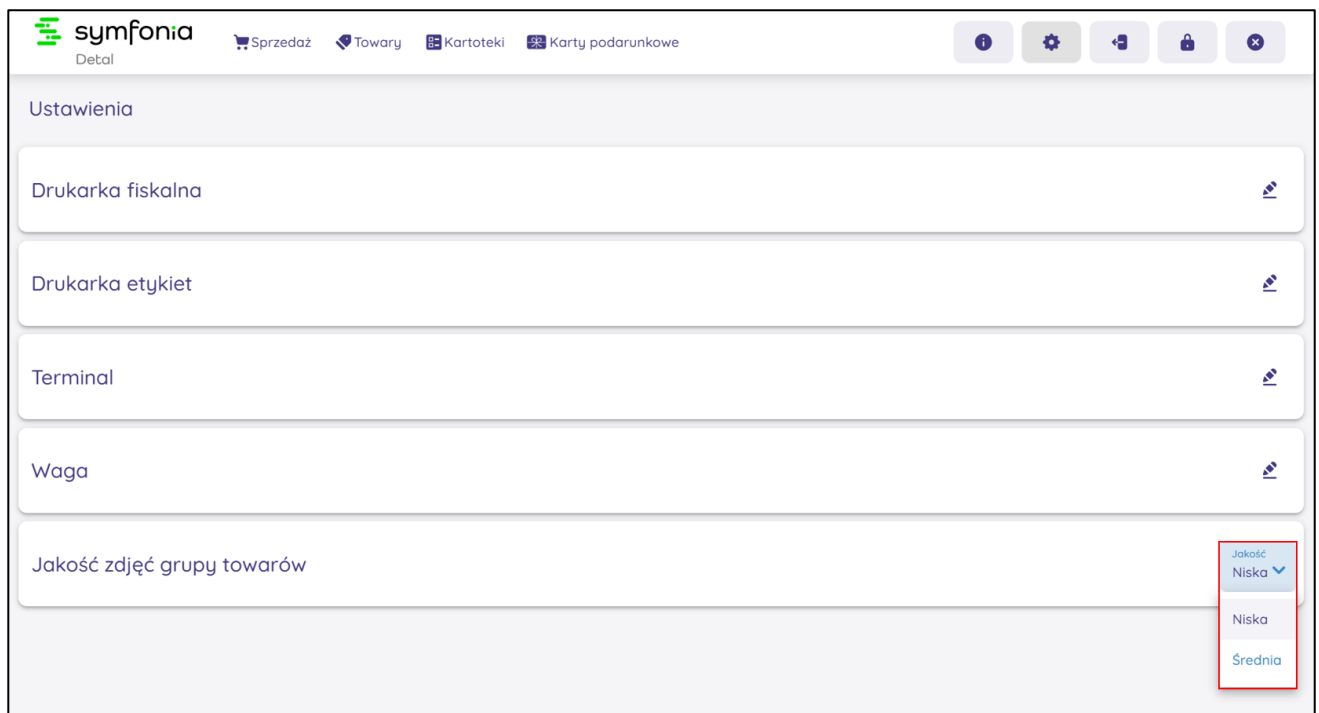 symfonia
Detal
Sprzedaż Towary Kartoteki Karty podarunkowe
Ustawienia
Drukarka fiskalna
Drukarka etykiet
Terminal
Waga
Jakość zdjęć grupy towarów
Jakość
Niska
Niska
Średnia